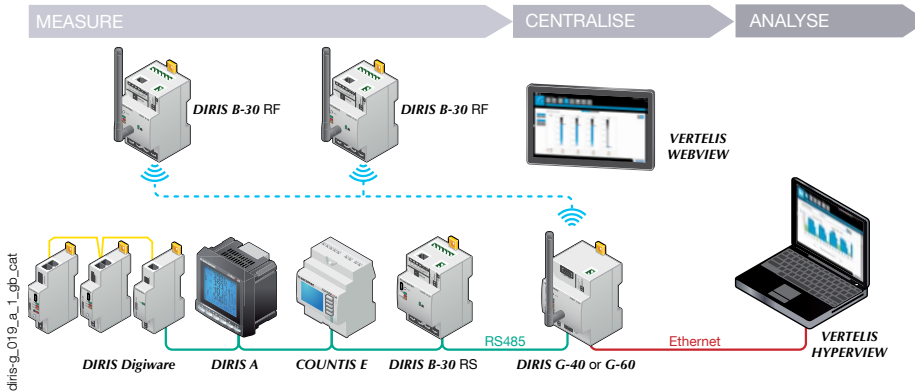 MEASURE
CENTRALISE
ANALYSE
DIRIS B-30 RF
DIRIS B-30 RF
VERTELIS
WEBVIEW
diris-g_019_a_1_gb_cat
DIRIS Digiware
DIRIS A
COUNTIS E
DIRIS B-30 RS
RS485
DIRIS G-40 or G-60
Ethernet
VERTELIS
HYPERVIEW